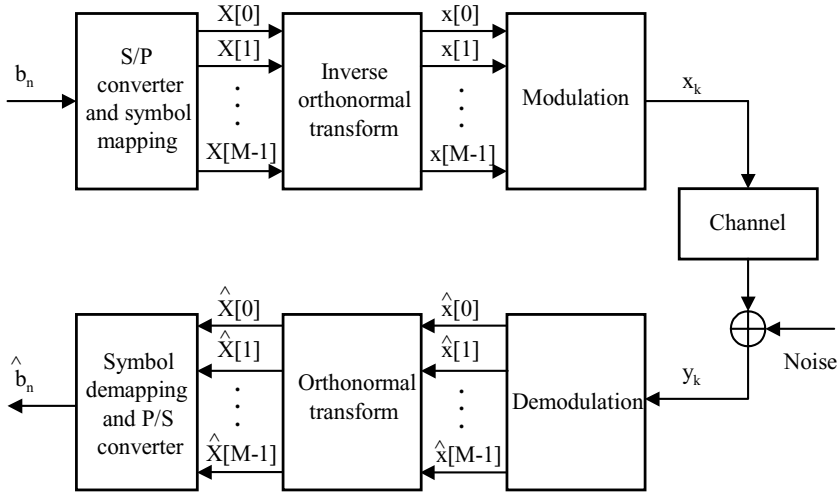 b_n
S/P
converter
and symbol
mapping
X[0]
X[1]
X[M-1]
Inverse
orthonormal
transform
x[0]
x[1]
x[M-1]
Modulation
x_k
Channel
Noise
y_k
Demodulation
x̂[0]
x̂[1]
x̂[M-1]
Orthonormal
transform
X̂[0]
X̂[1]
X̂[M-1]
Symbol
demapping
and P/S
converter
b̂_n